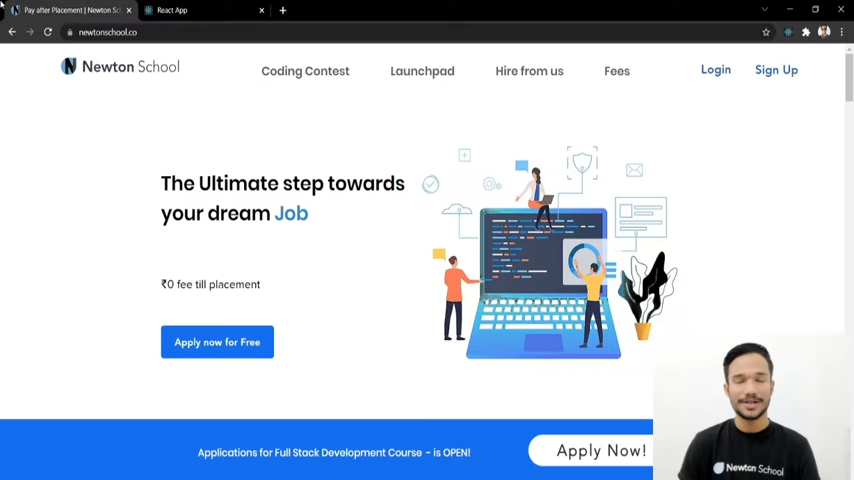 Pay after Placement | Newton Sc
React App
newtonschool.co
Newton School
Coding Contest
Launchpad
Hire from us
Fees
Login
Sign Up
The Ultimate step towards
your dream Job
₹0 fee till placement
Apply now for Free
Applications for Full Stack Development Course - is OPEN!
Apply Now!
Newton School